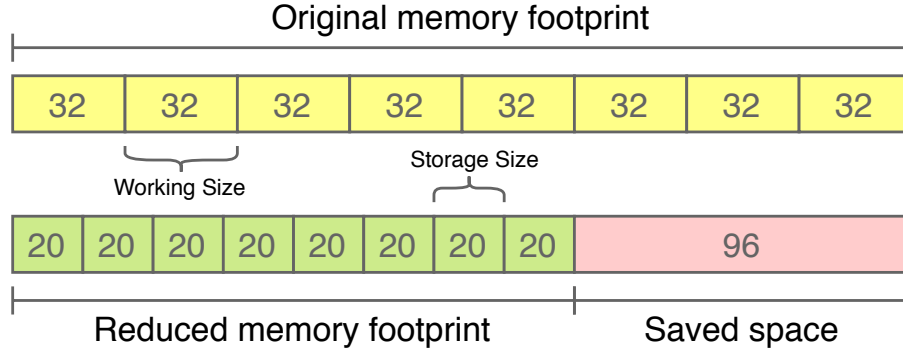 Original memory footprint
32 32 32 32 32 32 32 32
Storage Size
Working Size
20 20 20 20 20 20 20 20 96
Reduced memory footprint Saved space